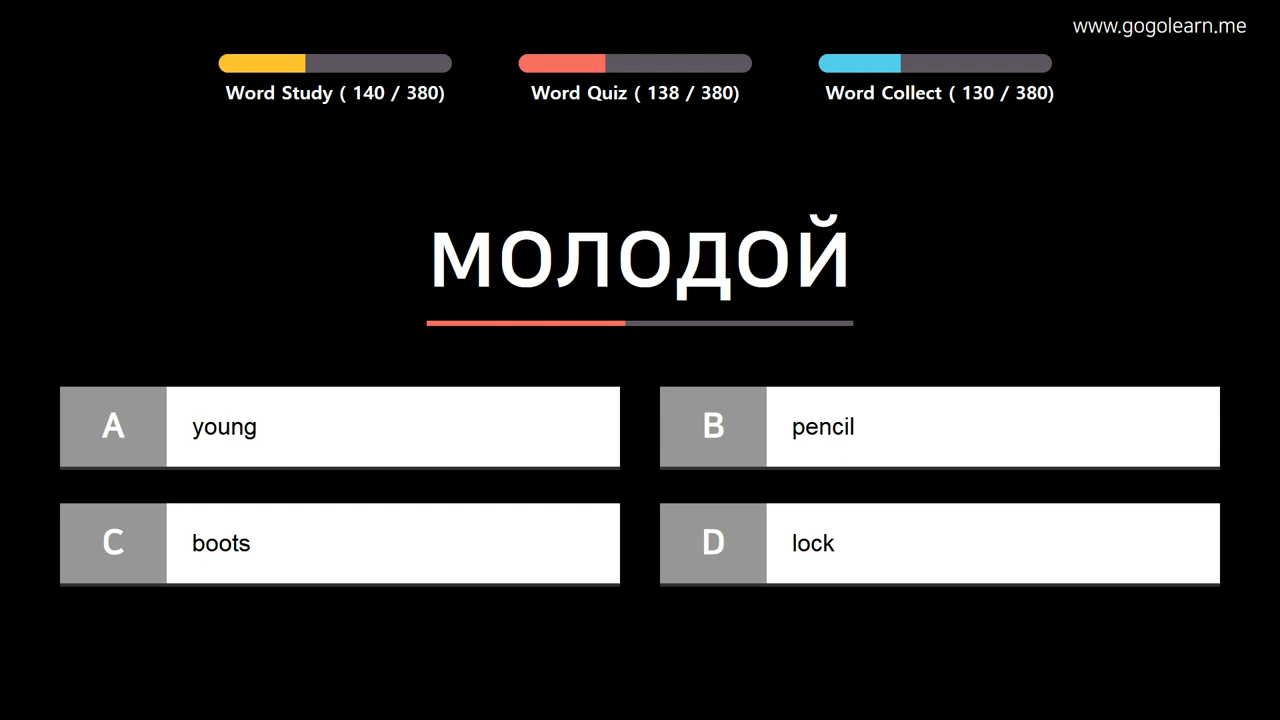 www.gogolearn.me
Word Study ( 140 / 380)
Word Quiz ( 138 / 380)
Word Collect ( 130 / 380)
молодой
A young
B pencil
C boots
D lock